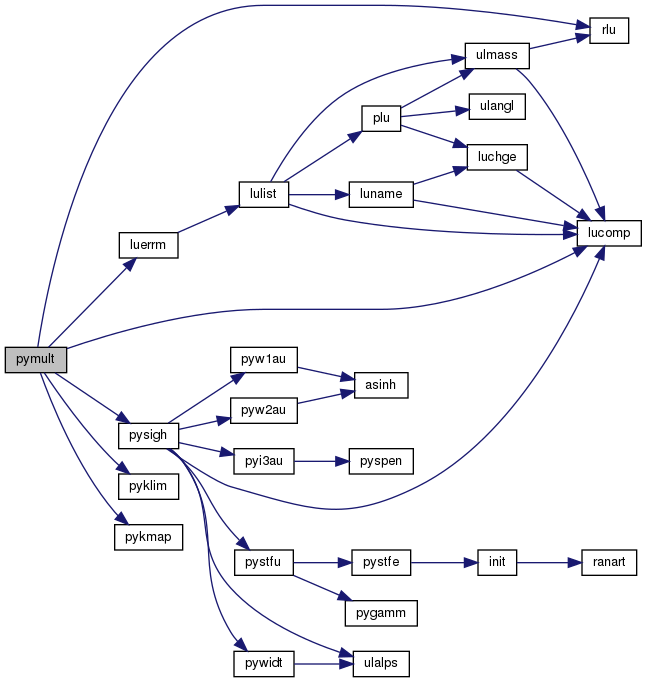 rlu
ulmass
ulangl
plu
luchge
lulist
luname
lucomp
luerrm
pymult
pyw1au
asinh
pyw2au
pysigh
pyi3au
pyspen
pyklim
pykmap
pystfu
pystfe
init
ranart
pygamm
pywidt
ulalps